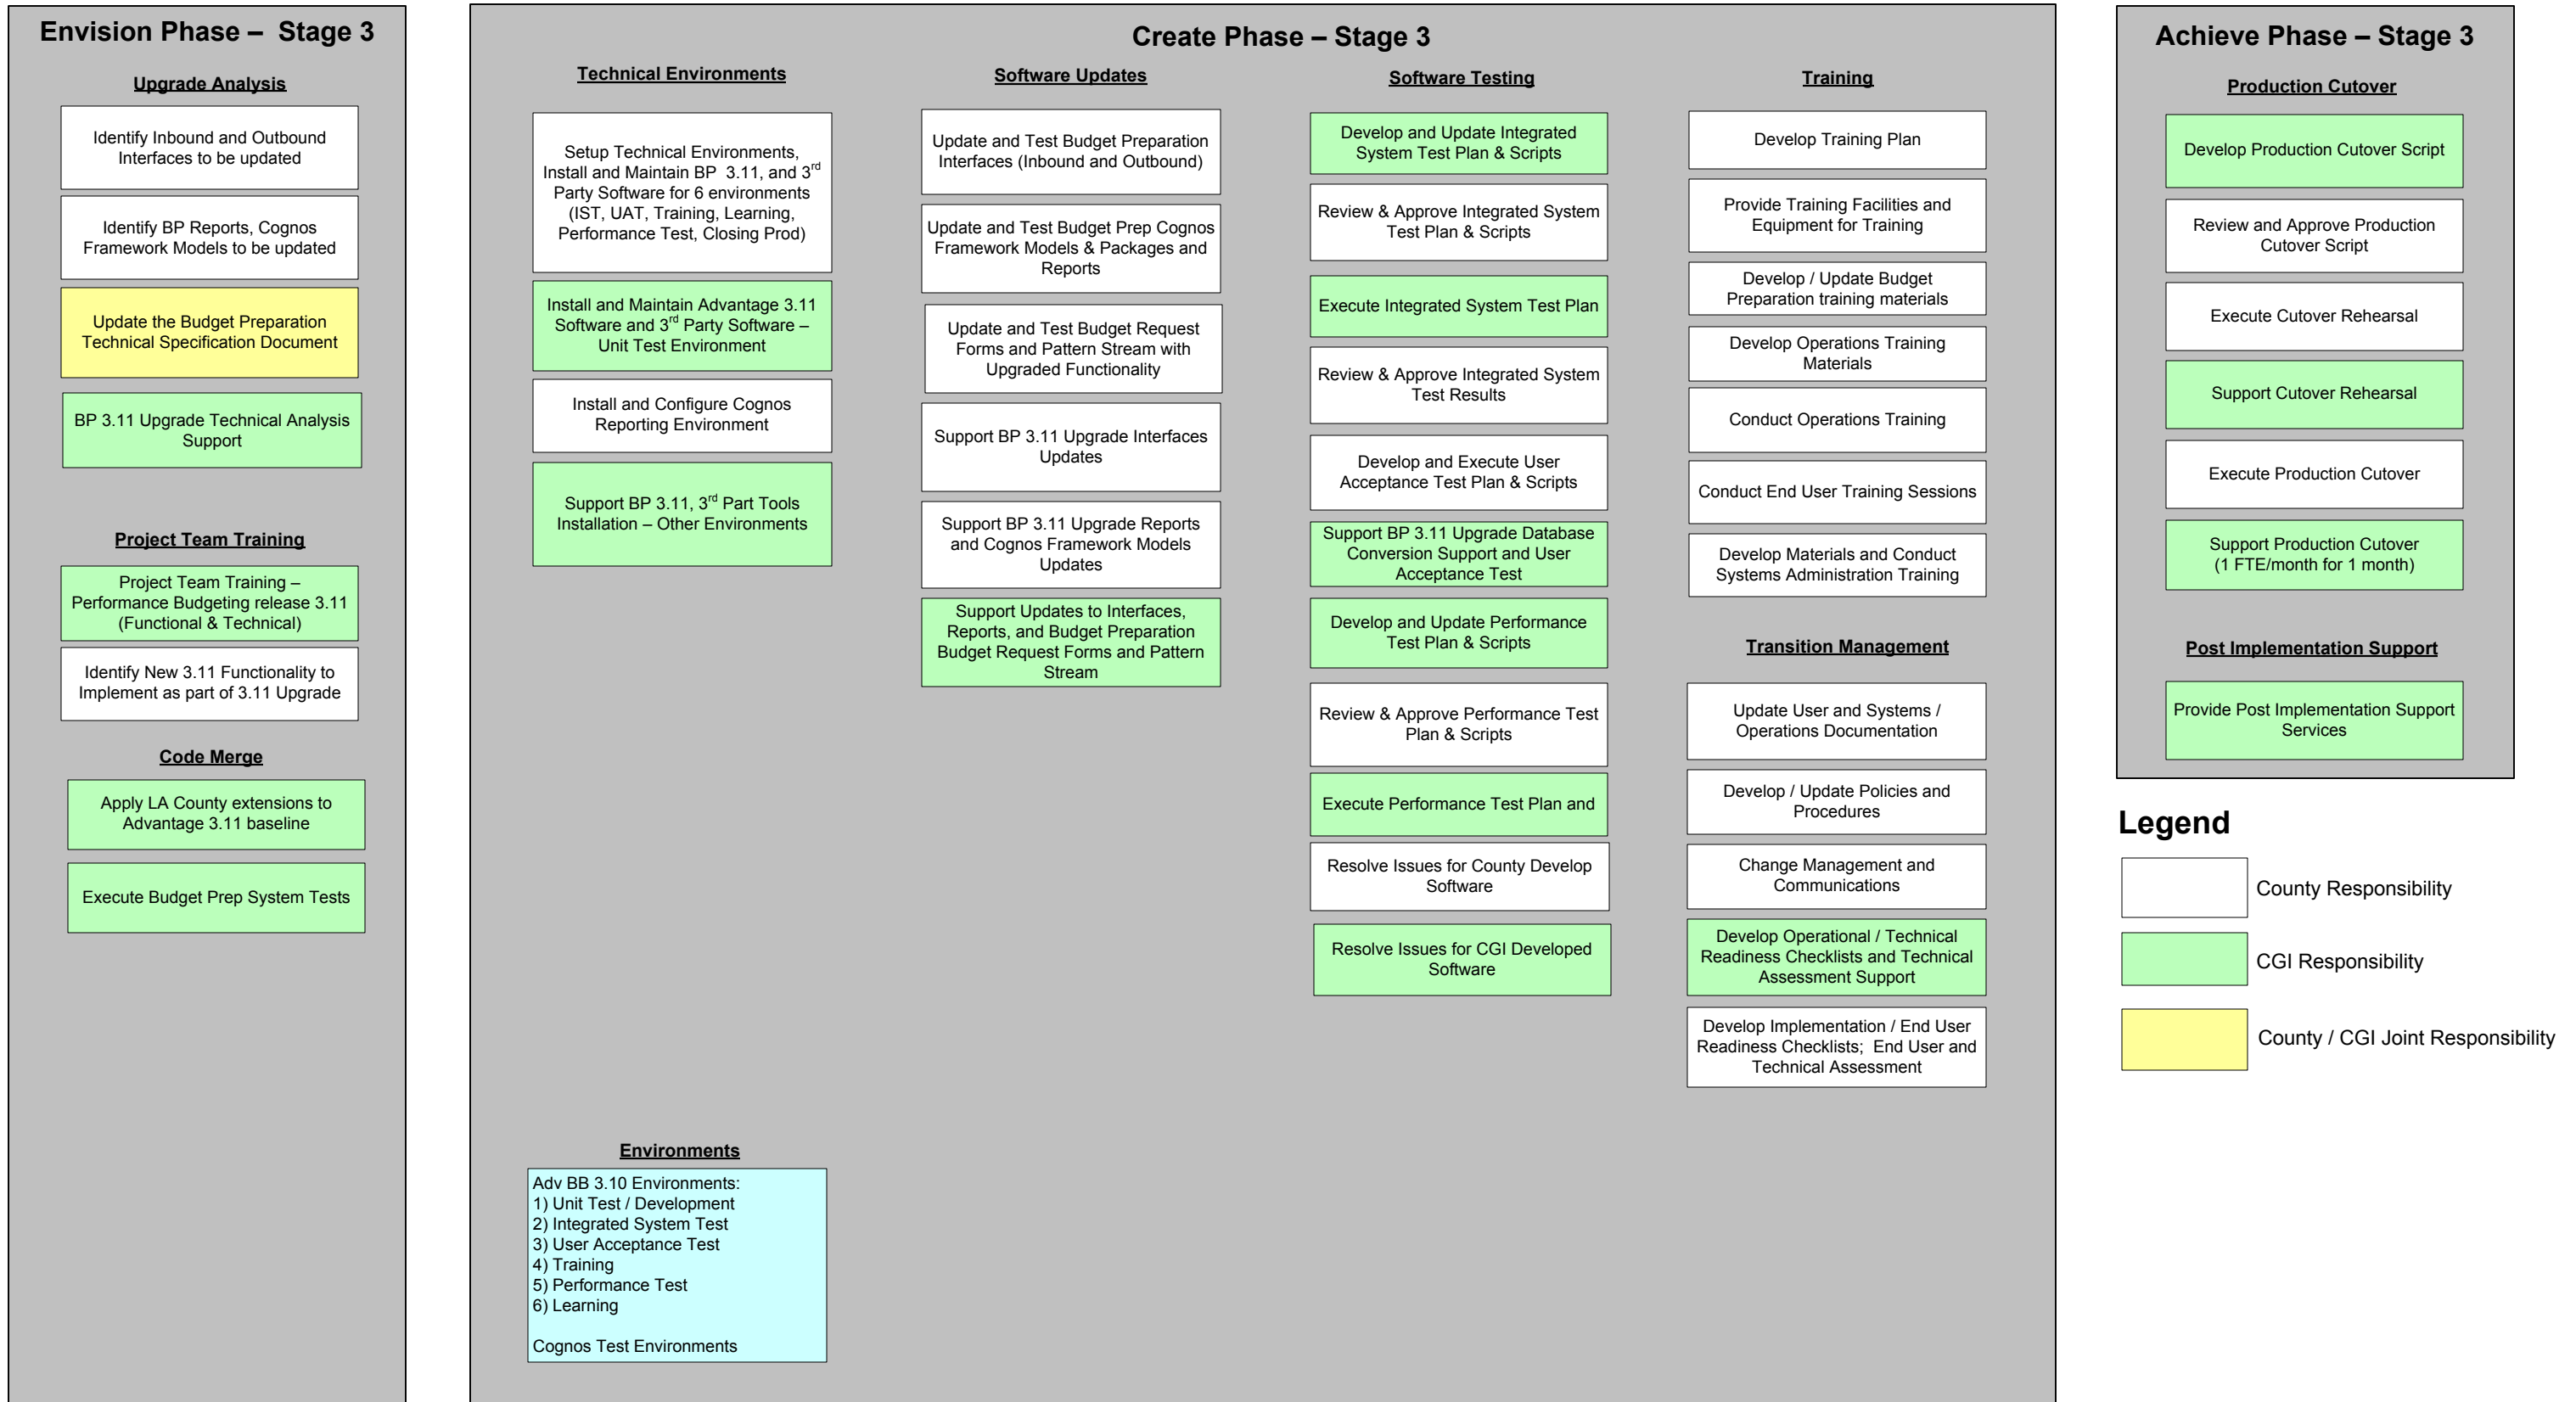 Envision Phase –  Stage 3
Upgrade Analysis
Identify Inbound and Outbound
Interfaces to be updated
Identify BP Reports, Cognos
Framework Models to be updated
Update the Budget Preparation
Technical Specification Document
BP 3.11 Upgrade Technical Analysis
Support
Project Team Training
Project Team Training –
Performance Budgeting release 3.11
(Functional & Technical)
Identify New 3.11 Functionality to
Implement as part of 3.11 Upgrade
Code Merge
Apply LA County extensions to
Advantage 3.11 baseline
Execute Budget Prep System Tests
Create Phase – Stage 3
Technical Environments
Setup Technical Environments,
Install and Maintain BP  3.11, and 3rd
Party Software for 6 environments
(IST, UAT, Training, Learning,
Performance Test, Closing Prod)
Install and Maintain Advantage 3.11
Software and 3rd Party Software –
Unit Test Environment
Install and Configure Cognos
Reporting Environment
Support BP 3.11, 3rd Part Tools
Installation – Other Environments
Environments
Adv BB 3.10 Environments:
1) Unit Test / Development
2) Integrated System Test
3) User Acceptance Test
4) Training
5) Performance Test
6) Learning
Cognos Test Environments
Software Updates
Update and Test Budget Preparation
Interfaces (Inbound and Outbound)
Update and Test Budget Prep Cognos
Framework Models & Packages and
Reports
Update and Test Budget Request
Forms and Pattern Stream with
Upgraded Functionality
Support BP 3.11 Upgrade Interfaces
Updates
Support BP 3.11 Upgrade Reports
and Cognos Framework Models
Updates
Support Updates to Interfaces,
Reports, and Budget Preparation
Budget Request Forms and Pattern
Stream
Software Testing
Develop and Update Integrated
System Test Plan & Scripts
Review & Approve Integrated System
Test Plan & Scripts
Execute Integrated System Test Plan
Review & Approve Integrated System
Test Results
Develop and Execute User
Acceptance Test Plan & Scripts
Support BP 3.11 Upgrade Database
Conversion Support and User
Acceptance Test
Develop and Update Performance
Test Plan & Scripts
Review & Approve Performance Test
Plan & Scripts
Execute Performance Test Plan and
Resolve Issues for County Develop
Software
Resolve Issues for CGI Developed
Software
Training
Develop Training Plan
Provide Training Facilities and
Equipment for Training
Develop / Update Budget
Preparation training materials
Develop Operations Training
Materials
Conduct Operations Training
Conduct End User Training Sessions
Develop Materials and Conduct
Systems Administration Training
Transition Management
Update User and Systems /
Operations Documentation
Develop / Update Policies and
Procedures
Change Management and
Communications
Develop Operational / Technical
Readiness Checklists and Technical
Assessment Support
Develop Implementation / End User
Readiness Checklists;  End User and
Technical Assessment
Achieve Phase – Stage 3
Production Cutover
Develop Production Cutover Script
Review and Approve Production
Cutover Script
Execute Cutover Rehearsal
Support Cutover Rehearsal
Execute Production Cutover
Support Production Cutover
(1 FTE/month for 1 month)
Post Implementation Support
Provide Post Implementation Support
Services
Legend
County Responsibility
CGI Responsibility
County / CGI Joint Responsibility